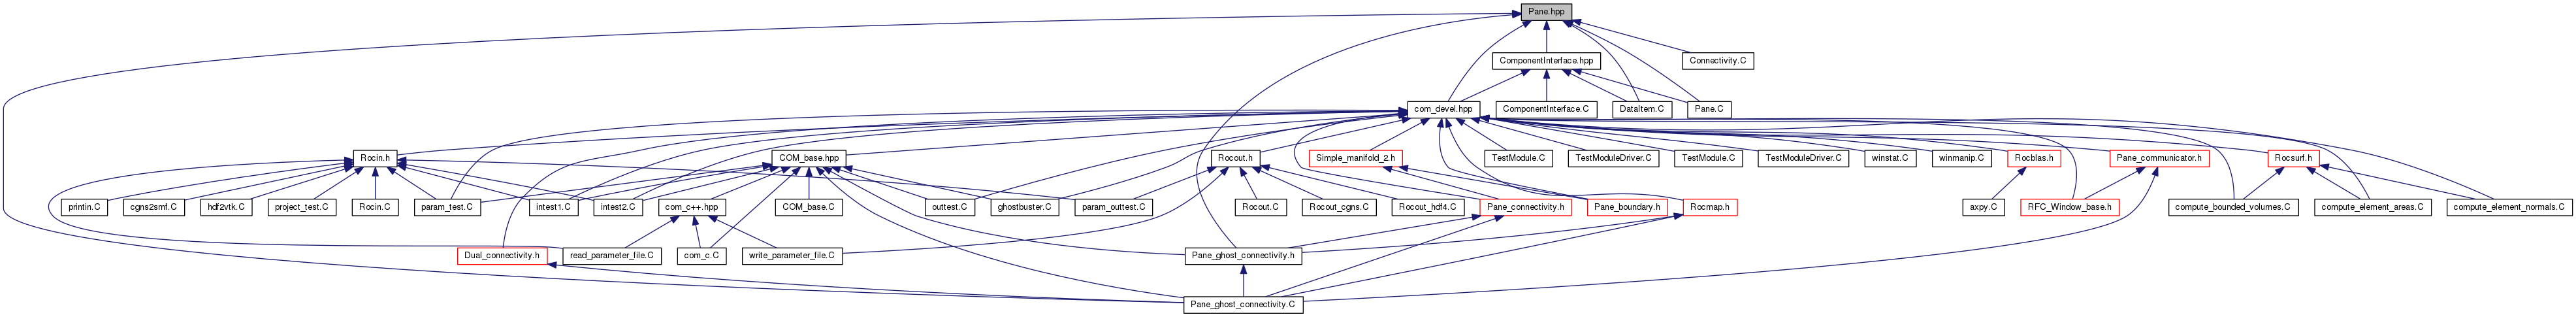 Pane.hpp
ComponentInterface.hpp
Connectivity.C
com_devel.hpp
ComponentInterface.C
DataItem.C
Pane.C
Rocin.h
COM_base.hpp
Rocout.h
Simple_manifold_2.h
TestModule.C
TestModuleDriver.C
TestModule.C
TestModuleDriver.C
winstat.C
winmanip.C
Rocblas.h
Pane_communicator.h
Rocsurf.h
printin.C
cgns2smf.C
hdf2vtk.C
project_test.C
Rocin.C
param_test.C
intest1.C
intest2.C
com_c++.hpp
COM_base.C
outtest.C
ghostbuster.C
param_outtest.C
Rocout.C
Rocout_cgns.C
Rocout_hdf4.C
Pane_connectivity.h
Pane_boundary.h
Rocmap.h
axpy.C
RFC_Window_base.h
compute_bounded_volumes.C
compute_element_areas.C
compute_element_normals.C
Dual_connectivity.h
read_parameter_file.C
com_c.C
write_parameter_file.C
Pane_ghost_connectivity.h
Pane_ghost_connectivity.C